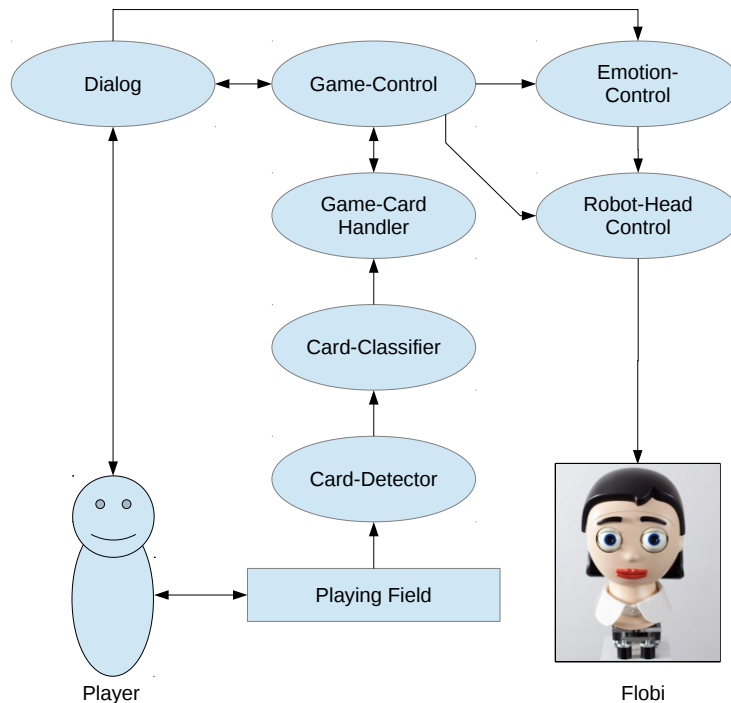 Dialog
Game-Control
Emotion-
Control
Game-Card
Handler
Robot-Head
Control
Card-Classifier
Card-Detector
Playing Field
Player
Flobi